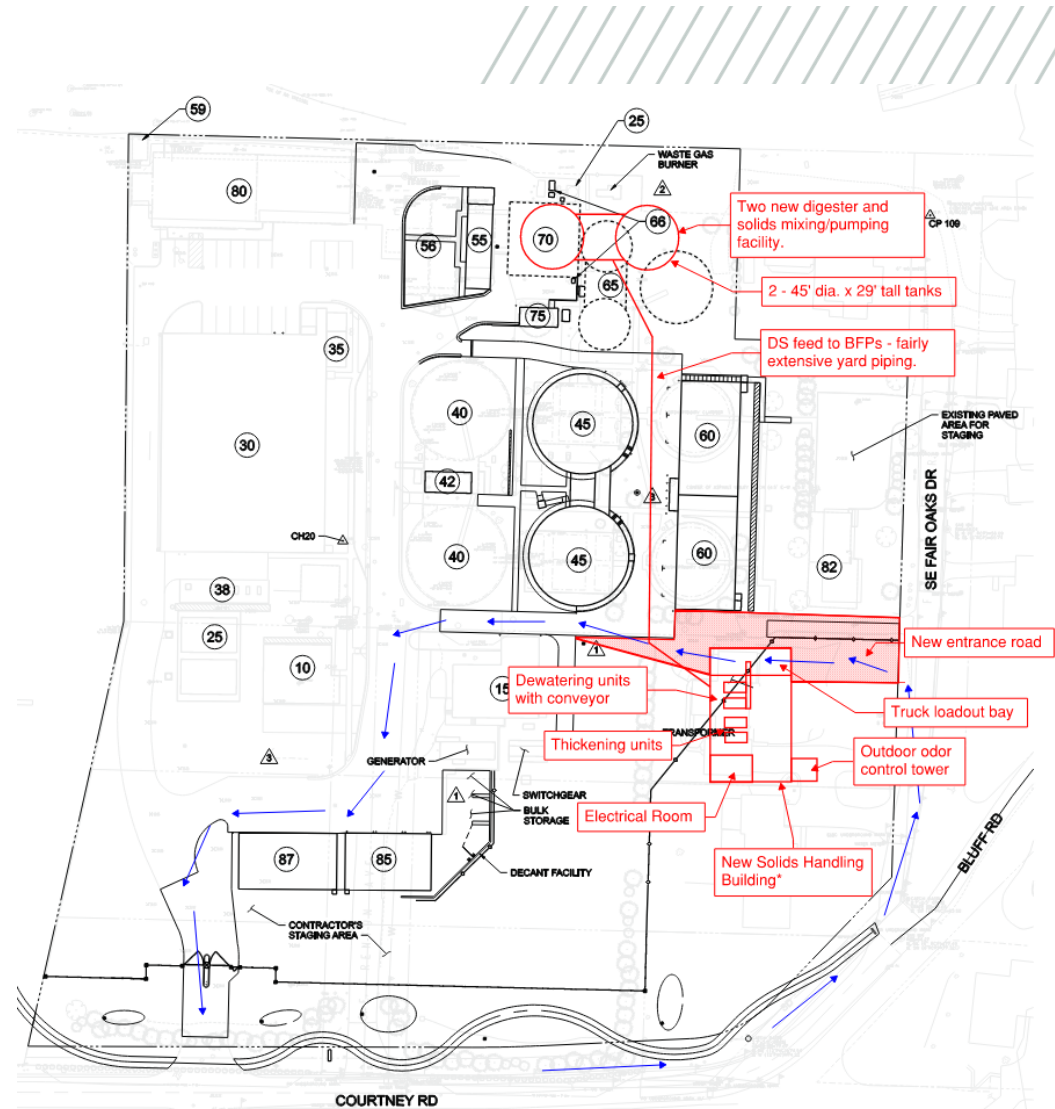 59
25
WASTE GAS
BURNER
2
80
Two new digester and
solids mixing/pumping
facility.
CP 109
66
56
55
70
65
2 - 45' dia. x 29' tall tanks
75
DS feed to BFPs - fairly
extensive yard piping.
35
40
45
60
EXISTING PAVED
AREA FOR
STAGING
30
42
3
SE FAIR OAKS DR
CH20
40
45
60
82
38
25
10
1
New entrance road
15
Dewatering units
with conveyor
Truck loadout bay
TRANSFORMER
Thickening units
Outdoor odor
control tower
3
GENERATOR
SWITCHGEAR
1
BULK
STORAGE
Electrical Room
BLUFF RD
87
85
DECANT FACILITY
New Solids Handling
Building*
CONTRACTOR'S
STAGING AREA
COURTNEY RD